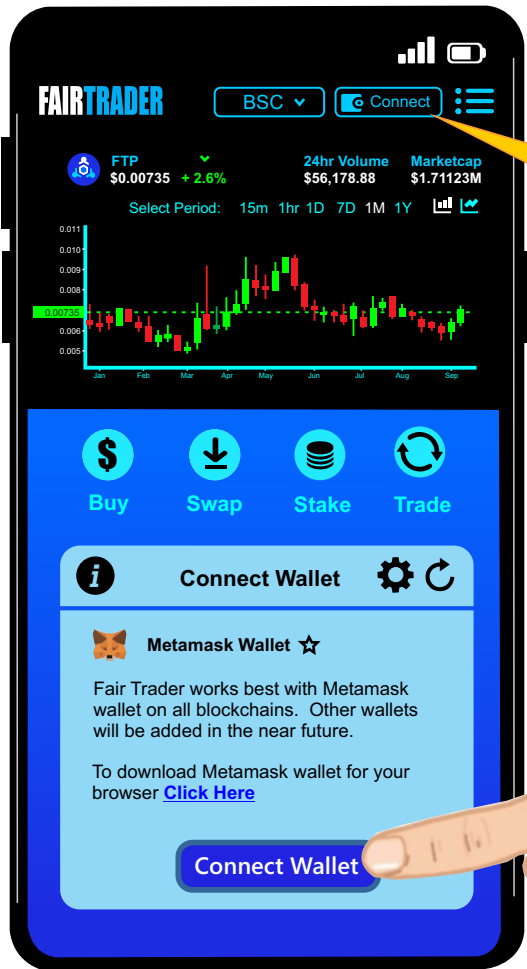 FAIRTRADER BSC Connect
FTP 24hr Volume Marketcap
$0.00735 + 2.6% $56,178.88 $1.71123M
Select Period: 15m 1hr 1D 7D 1M 1Y
0.011
0.010
0.009
0.008
0.00735
0.006
0.005
Jan Feb Mar Apr May Jun Jul Aug Sep
$
Buy Swap Stake Trade
i Connect Wallet
Metamask Wallet
Fair Trader works best with Metamask
wallet on all blockchains. Other wallets
will be added in the near future.
To download Metamask wallet for your
browser Click Here
Connect Wallet